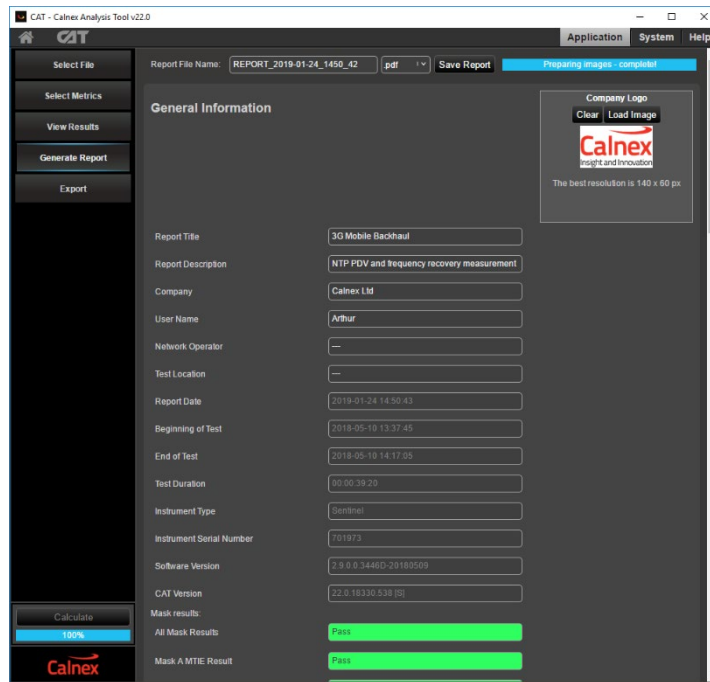 CAT - Calnex Analysis Tool v22.0
CAT
Application System Help
Select File
Select Metrics
View Results
Generate Report
Export
Report File Name: REPORT_2019-01-24_1450_42 .pdf Save Report Preparing images - complete!
General Information
Company Logo
Clear Load Image
Calnex
Insight and Innovation
The best resolution is 140 x 60 px
Report Title 3G Mobile Backhaul
Report Description NTP PDV and frequency recovery measurement
Company Calnex Ltd
User Name Arthur
Network Operator ---
Test Location ---
Report Date 2019-01-24 14:50:43
Beginning of Test 2018-05-10 13:37:45
End of Test 2018-05-10 14:17:05
Test Duration 00:00:39:20
Instrument Type Sentinel
Instrument Serial Number 701973
Software Version 2.9.0.0.3446D-20180509
CAT Version 22.0.18330.538 [S]
Mask results:
All Mask Results Pass
Mask A MTIE Result Pass
Calculate
100%
Calnex